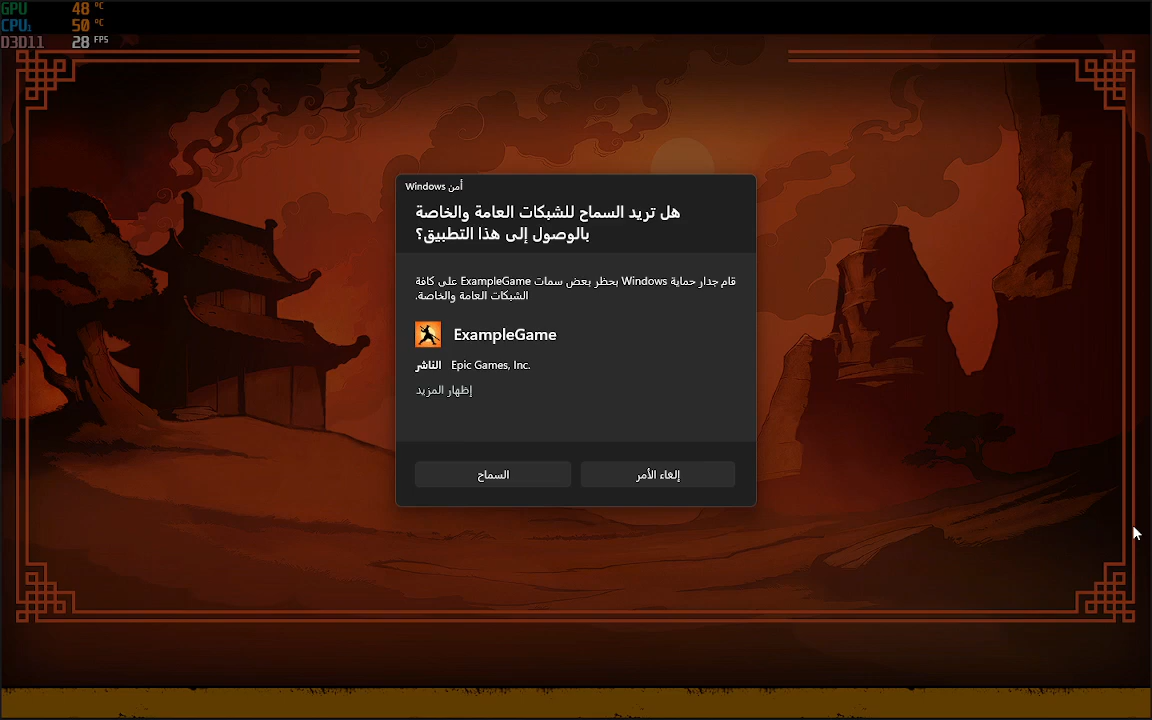 GPU 48 °C
CPU1 50 °C
D3D11 28 FPS
أمن Windows
هل تريد السماح للشبكات العامة والخاصة
بالوصول إلى هذا التطبيق؟
قام جدار حماية Windows بحظر بعض سمات ExampleGame على كافة
الشبكات العامة والخاصة.
ExampleGame
الناشر Epic Games, Inc.
إظهار المزيد
السماح
إلغاء الأمر